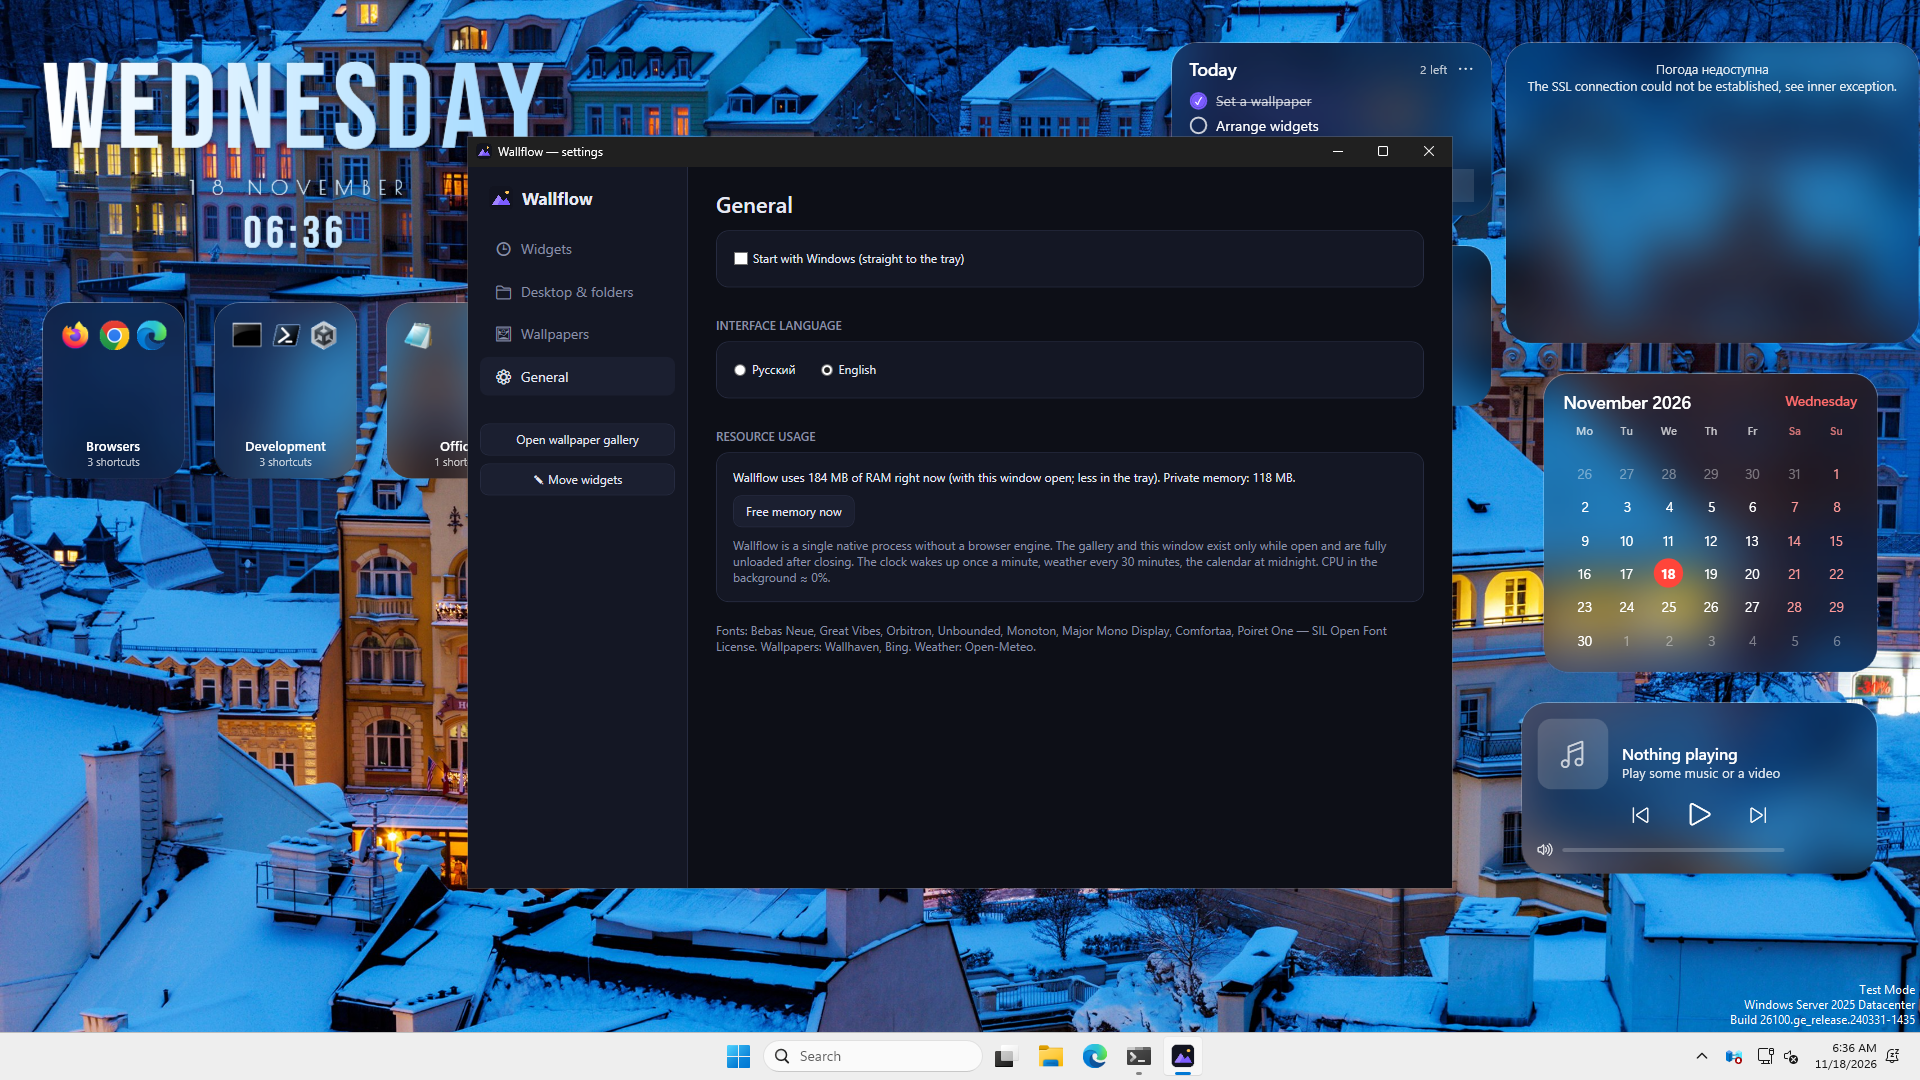 WEDNESDAY
18 NOVEMBER
06:36
Browsers
3 shortcuts
Development
3 shortcuts
Offic
1 short
Today
2 left
Set a wallpaper
Arrange widgets
Погода недоступна
The SSL connection could not be established, see inner exception.
Wallflow — settings
Wallflow
Widgets
Desktop & folders
Wallpapers
General
Open wallpaper gallery
Move widgets
General
Start with Windows (straight to the tray)
INTERFACE LANGUAGE
Русский
English
RESOURCE USAGE
Wallflow uses 184 MB of RAM right now (with this window open; less in the tray). Private memory: 118 MB.
Free memory now
Wallflow is a single native process without a browser engine. The gallery and this window exist only while open and are fully
unloaded after closing. The clock wakes up once a minute, weather every 30 minutes, the calendar at midnight. CPU in the
background ≈ 0%.
Fonts: Bebas Neue, Great Vibes, Orbitron, Unbounded, Monoton, Major Mono Display, Comfortaa, Poiret One — SIL Open Font
License. Wallpapers: Wallhaven, Bing. Weather: Open-Meteo.
November 2026
Wednesday
Mo Tu We Th Fr Sa Su
26 27 28 29 30 31 1
2 3 4 5 6 7 8
9 10 11 12 13 14 15
16 17 18 19 20 21 22
23 24 25 26 27 28 29
30 1 2 3 4 5 6
Nothing playing
Play some music or a video
Test Mode
Windows Server 2025 Datacenter
Build 26100.ge_release.240331-1435
Search
6:36 AM
11/18/2026